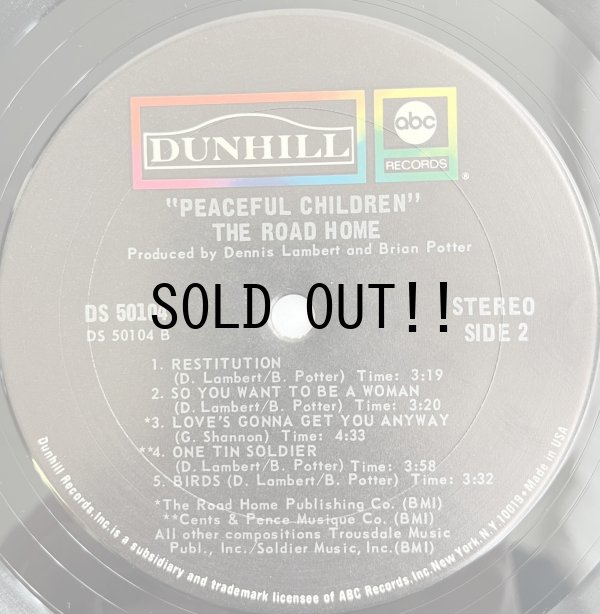 DUNHILL
abc
RECORDS
®
"PEACEFUL CHILDREN"
THE ROAD HOME
Produced by Dennis Lambert and Brian Potter
DS 50104
STEREO
SOLD OUT!!
DS 50104 B
SIDE 2
1. RESTITUTION
(D. Lambert/B. Potter) Time: 3:19
2. SO YOU WANT TO BE A WOMAN
(D. Lambert/B. Potter) Time: 3:20
*3. LOVE'S GONNA GET YOU ANYWAY
(G. Shannon) Time: 4:33
**4. ONE TIN SOLDIER
(D. Lambert/B. Potter) Time: 3:58
5. BIRDS (D. Lambert/B. Potter) Time: 3:32
*The Road Home Publishing Co. (BMI)
**Cents & Pence Musique Co. (BMI)
All other compositions Trousdale Music
Publ., Inc./Soldier Music, Inc.(BMI)
Dunhill Records, Inc. is a subsidiary and trademark licensee of ABC Records, Inc. New York, N.Y. 10019 • Made in USA